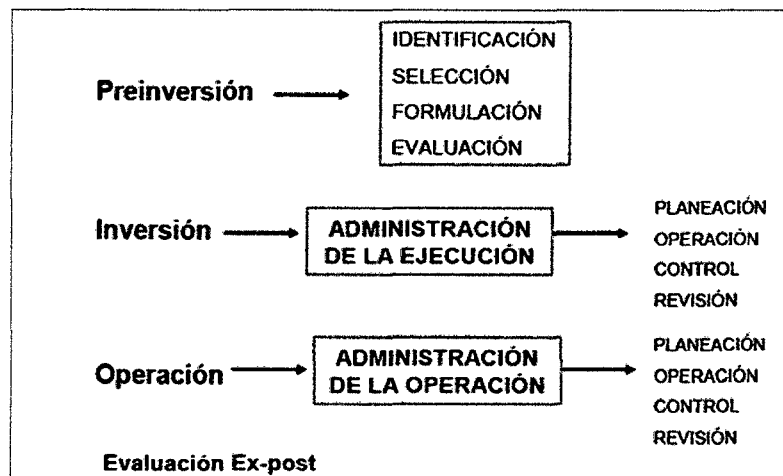 Preinversión
IDENTIFICACIÓN
SELECCIÓN
FORMULACIÓN
EVALUACIÓN
Inversión
ADMINISTRACIÓN
DE LA EJECUCIÓN
PLANEACIÓN
OPERACIÓN
CONTROL
REVISIÓN
Operación
ADMINISTRACIÓN
DE LA OPERACIÓN
PLANEACIÓN
OPERACIÓN
CONTROL
REVISIÓN
Evaluación Ex-post